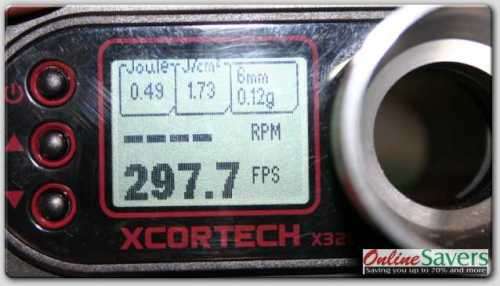 Joule J/cm² 6mm
0.49 1.73 0.12g
---- RPM
297.7 FPS
XCORTECH X32
OnlineSavers
Saving you up to 70% and more